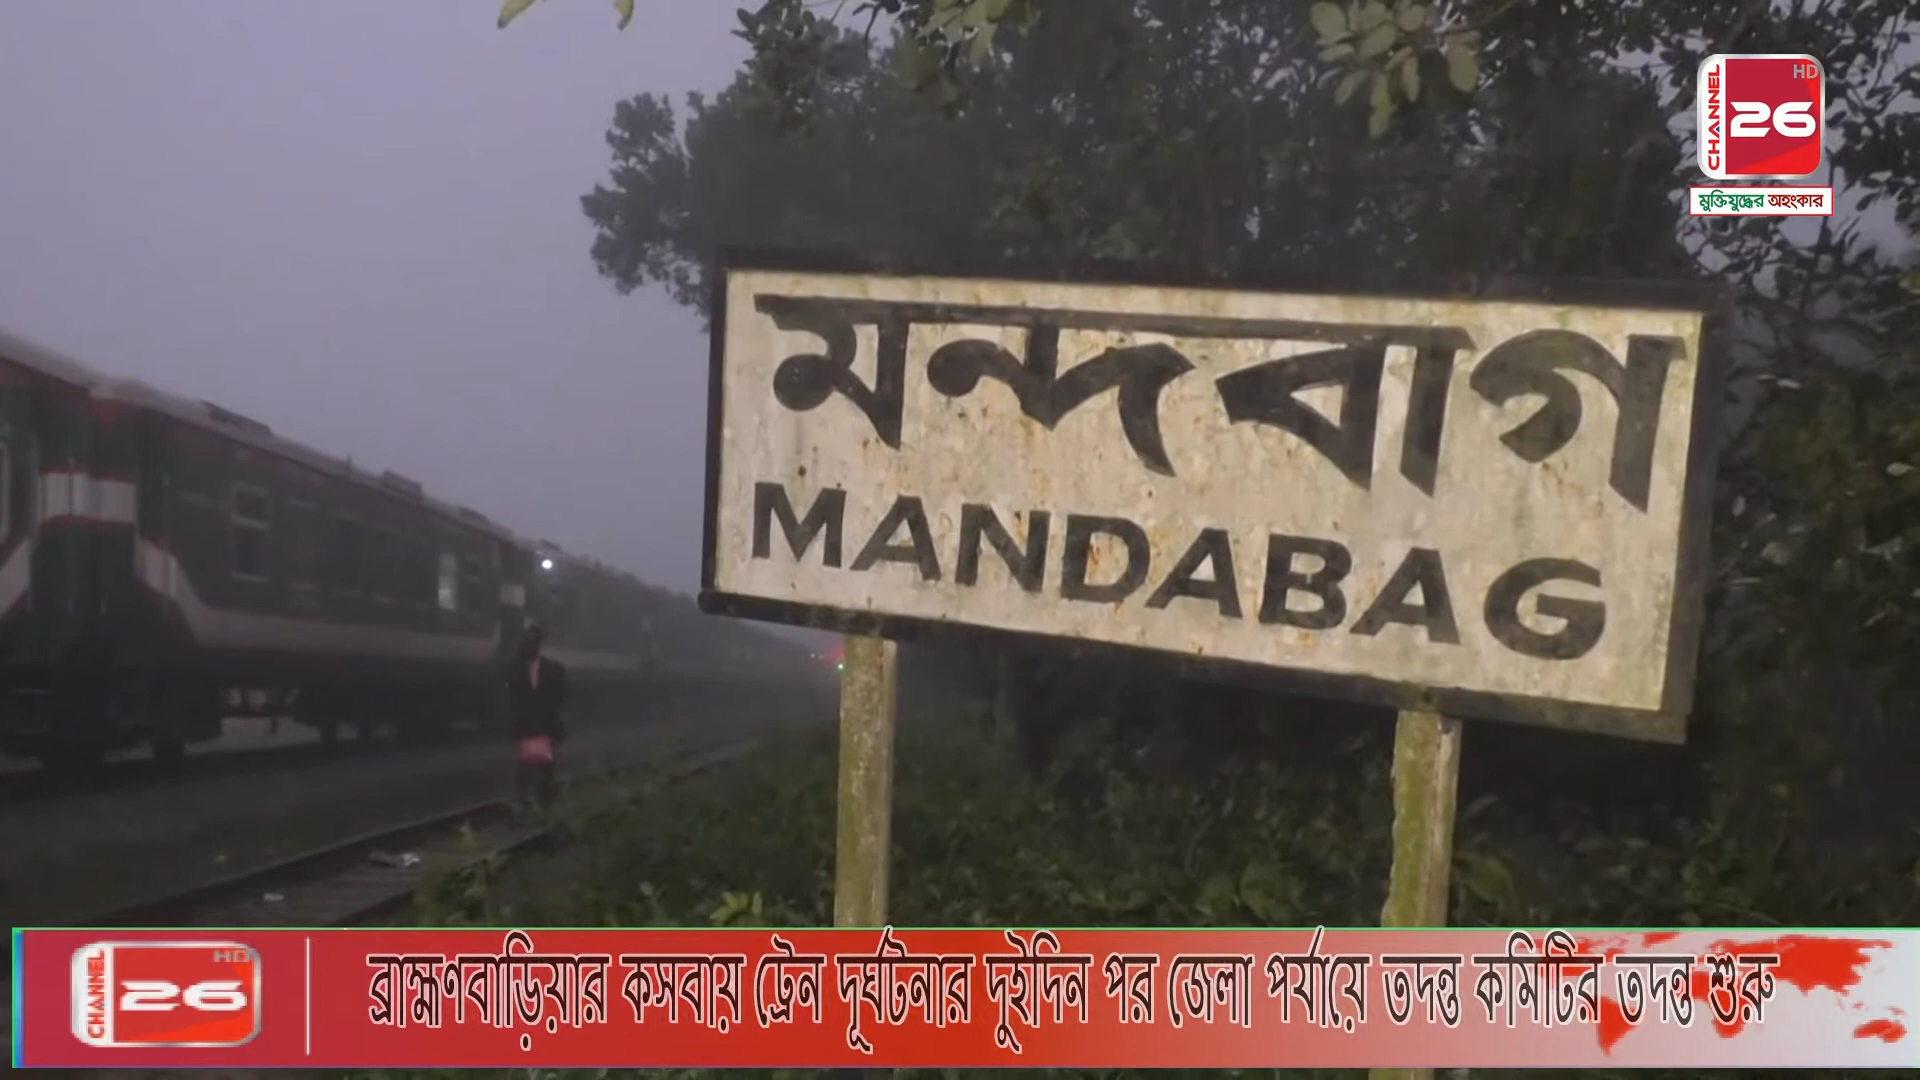 HD
CHANNEL
26
মুক্তিযুদ্ধের অহংকার
মন্দবাগ
MANDABAG
HD
CHANNEL
26
ব্রাহ্মণবাড়িয়ার কসবায় ট্রেন দূর্ঘটনার দুইদিন পর জেলা পর্যায়ে তদন্ত কমিটির তদন্ত শুরু